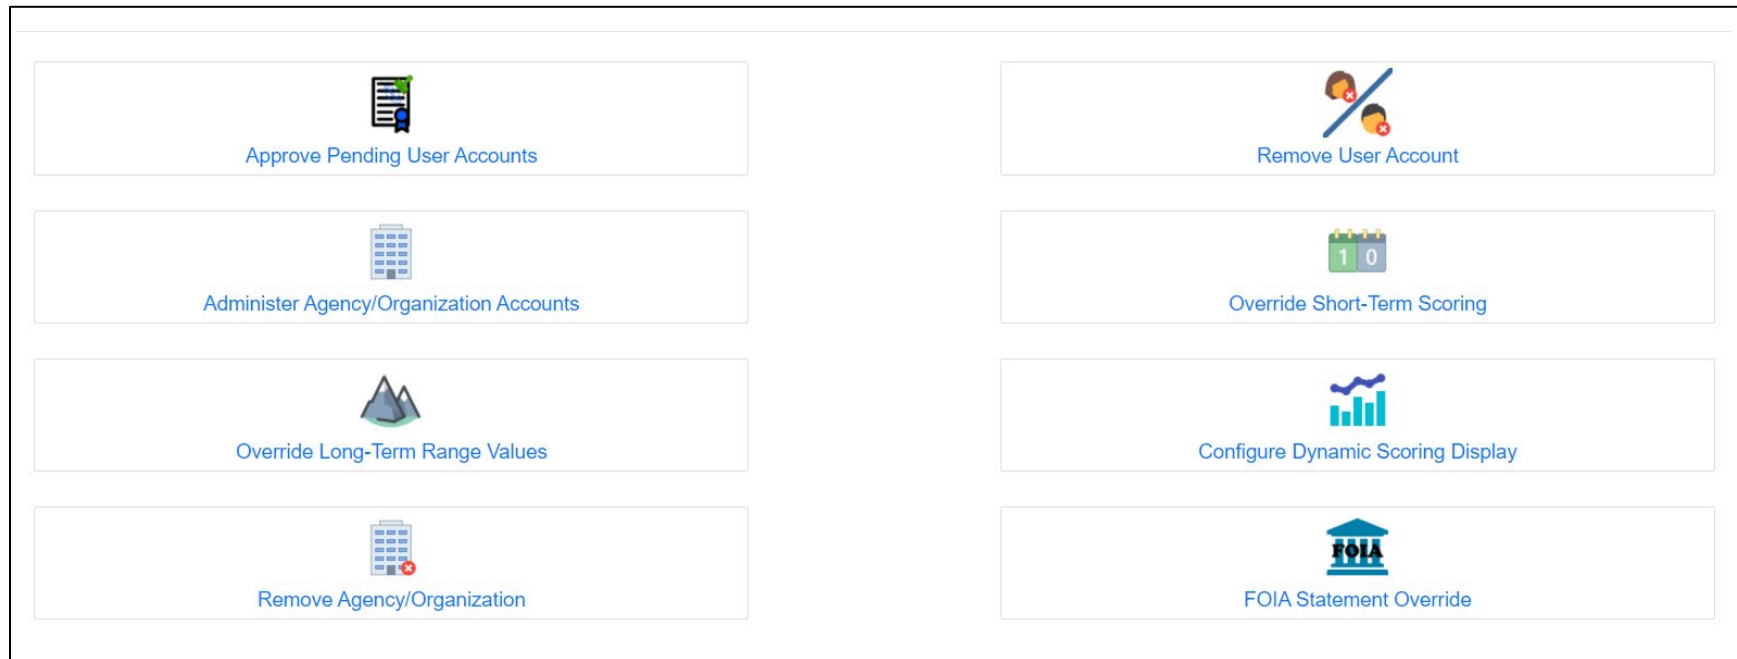 Approve Pending User Accounts
Remove User Account
Administer Agency/Organization Accounts
1 0
Override Short-Term Scoring
Override Long-Term Range Values
Configure Dynamic Scoring Display
Remove Agency/Organization
FOIA
FOIA Statement Override